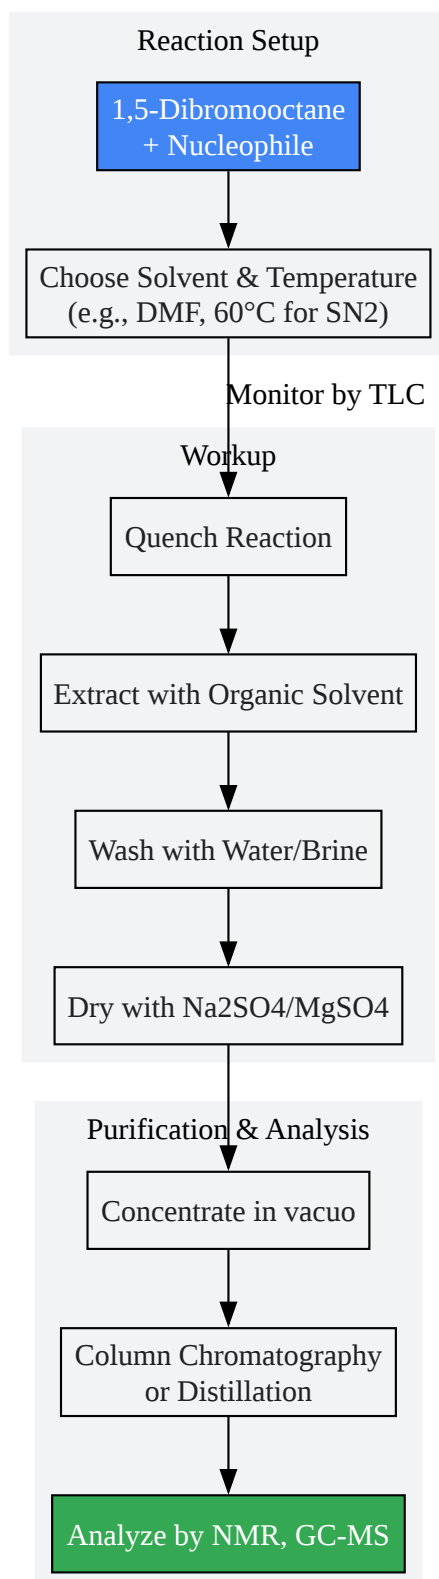 Reaction Setup
1,5-Dibromooctane
+ Nucleophile
Choose Solvent & Temperature
(e.g., DMF, 60°C for SN2)
Monitor by TLC
Workup
Quench Reaction
Extract with Organic Solvent
Wash with Water/Brine
Dry with Na2SO4/MgSO4
Purification & Analysis
Concentrate in vacuo
Column Chromatography
or Distillation
Analyze by NMR, GC-MS